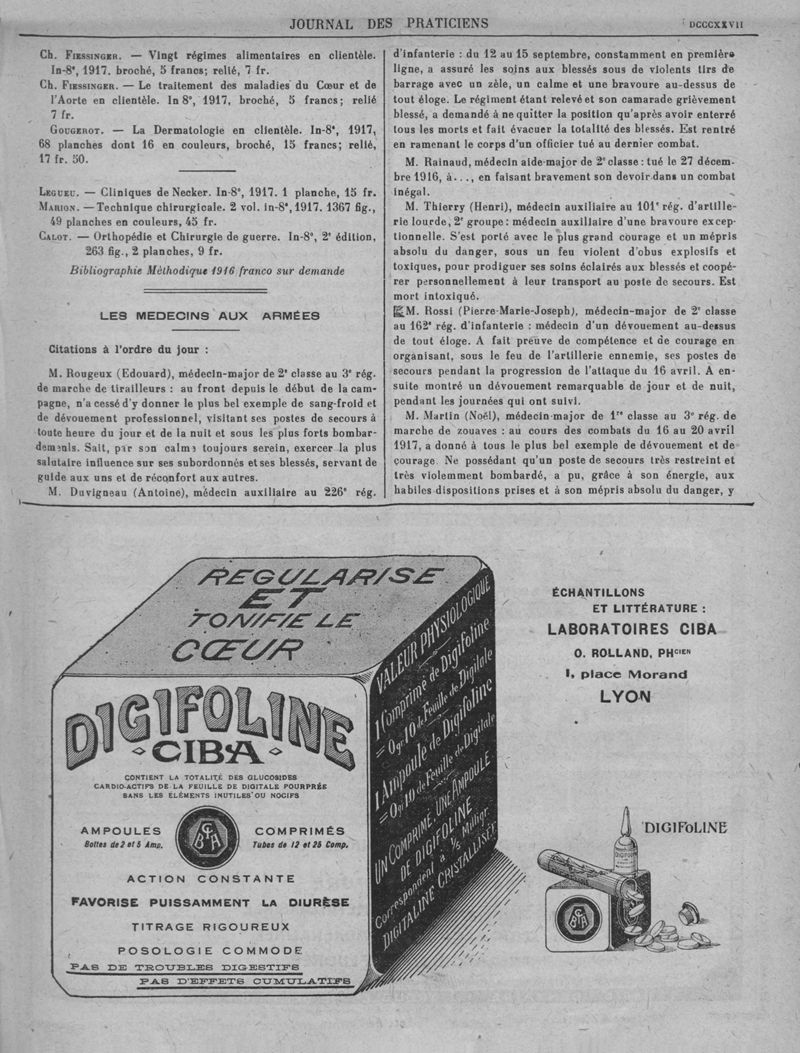 JOURNAL DES PRATICIENS
DCCCXXVII
Ch. FIESSINGER. — Vingt régimes alimentaires en clientèle.
In-8°, 1917. broché, 5 francs; relié, 7 fr.
Ch. FIESSINGER. — Le traitement des maladies du Cœur et de
l'Aorte en clientèle. In 8°, 1917, broché, 5 francs; relié
7 fr.
GOUGEROT. — La Dermatologie en clientèle. In-8°, 1917,
68 planches dont 16 en couleurs, broché, 15 francs; relié,
17 fr. 50.
LEGUEU. — Cliniques de Necker. In-8°, 1917. 1 planche, 15 fr.
MARION. — Technique chirurgicale. 2 vol. in-8°, 1917. 1367 fig.,
49 planches en couleurs, 45 fr.
CALOT. — Orthopédie et Chirurgie de guerre. In-8°, 2e édition,
263 fig., 2 planches, 9 fr.
Bibliographie Méthodique 1916 franco sur demande
LES MEDECINS AUX ARMÉES
Citations à l'ordre du jour :
M. Rougeux (Edouard), médecin-major de 2e classe au 3e rég.
de marche de tirailleurs : au front depuis le début de la cam-
pagne, n'a cessé d'y donner le plus bel exemple de sang-froid et
de dévouement professionnel, visitant ses postes de secours à
toute heure du jour et de la nuit et sous les plus forts bombar-
dements. Sait, par son calme toujours serein, exercer la plus
salutaire influence sur ses subordonnés et ses blessés, servant de
guide aux uns et de réconfort aux autres.
M. Duvigneau (Antoine), médecin auxiliaire au 226e rég.
d'infanterie : du 12 au 15 septembre, constamment en première
ligne, a assuré les soins aux blessés sous de violents tirs de
barrage avec un zèle, un calme et une bravoure au-dessus de
tout éloge. Le régiment étant relevé et son camarade grièvement
blessé, a demandé à ne quitter la position qu'après avoir enterré
tous les morts et fait évacuer la totalité des blessés. Est rentré
en ramenant le corps d'un officier tué au dernier combat.
M. Rainaud, médecin aide-major de 2e classe : tué le 27 décem-
bre 1916, à..., en faisant bravement son devoir dans un combat
inégal.
M. Thierry (Henri), médecin auxiliaire au 101e rég. d'artille-
rie lourde, 2e groupe : médecin auxiliaire d'une bravoure excep-
tionnelle. S'est porté avec le plus grand courage et un mépris
absolu du danger, sous un feu violent d'obus explosifs et
toxiques, pour prodiguer ses soins éclairés aux blessés et coopé-
rer personnellement à leur transport au poste de secours. Est
mort intoxiqué.
M. Rossi (Pierre-Marie-Joseph), médecin-major de 2e classe
au 162e rég. d'infanterie : médecin d'un dévouement au-dessus
de tout éloge. A fait preuve de compétence et de courage en
organisant, sous le feu de l'artillerie ennemie, ses postes de
secours pendant la progression de l'attaque du 16 avril. A en-
suite montré un dévouement remarquable de jour et de nuit,
pendant les journées qui ont suivi.
M. Martin (Noël), médecin-major de 1re classe au 3e rég. de
marche de zouaves : au cours des combats du 16 au 20 avril
1917, a donné à tous le plus bel exemple de dévouement et de
courage. Ne possédant qu'un poste de secours très restreint et
très violemment bombardé, a pu, grâce à son énergie, aux
habiles dispositions prises et à son mépris absolu du danger, y
REGULARISE
ET
TONIFIE LE
CŒUR
DIGIFOLINE
CIBA
CONTIENT LA TOTALITÉ DES GLUCOSIDES
CARDIO-ACTIFS DE LA FEUILLE DE DIGITALE POURPRÉE
SANS LES ÉLÉMENTS INUTILES OU NOCIFS
AMPOULES
Boites de 2 et 5 Amp.
CIBA
COMPRIMÉS
Tubes de 12 et 25 Comp.
ACTION CONSTANTE
FAVORISE PUISSAMMENT LA DIURÈSE
TITRAGE RIGOUREUX
POSOLOGIE COMMODE
PAS DE TROUBLES DIGESTIFS
PAS D'EFFETS CUMULATIFS
VALEUR PHYSIOLOGIQUE
1 Comprimé de Digifoline
= 0gr. 10 de Feuille de Digitale
1 Ampoule de Digifoline
= 0gr. 10 de Feuille de Digitale
UN COMPRIMÉ, UNE AMPOULE
DE DIGIFOLINE
Correspondent à 1/5 Milligr.
DIGITALINE CRISTALLISÉE
ÉCHANTILLONS
ET LITTÉRATURE :
LABORATOIRES CIBA
O. ROLLAND, PHCIEN
1, place Morand
LYON
DIGIFOLINE
CIBA